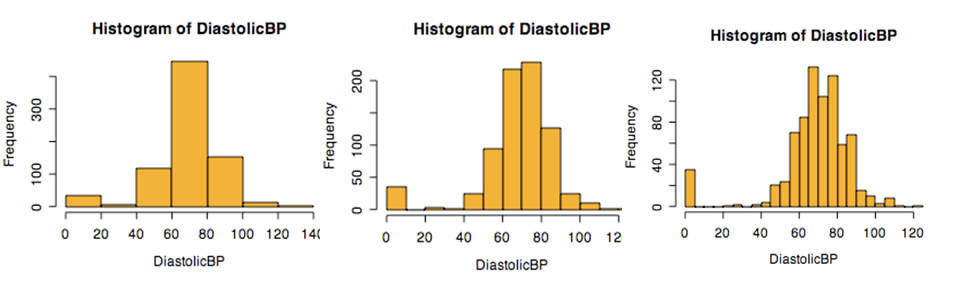 Histogram of DiastolicBP
Frequency
0
100
300
0 20 40 60 80 100 120 14
DiastolicBP
Histogram of DiastolicBP
Frequency
0
50
100
200
0 20 40 60 80 100 12
DiastolicBP
Histogram of DiastolicBP
Frequency
0
40
80
120
0 20 40 60 80 100 120
DiastolicBP